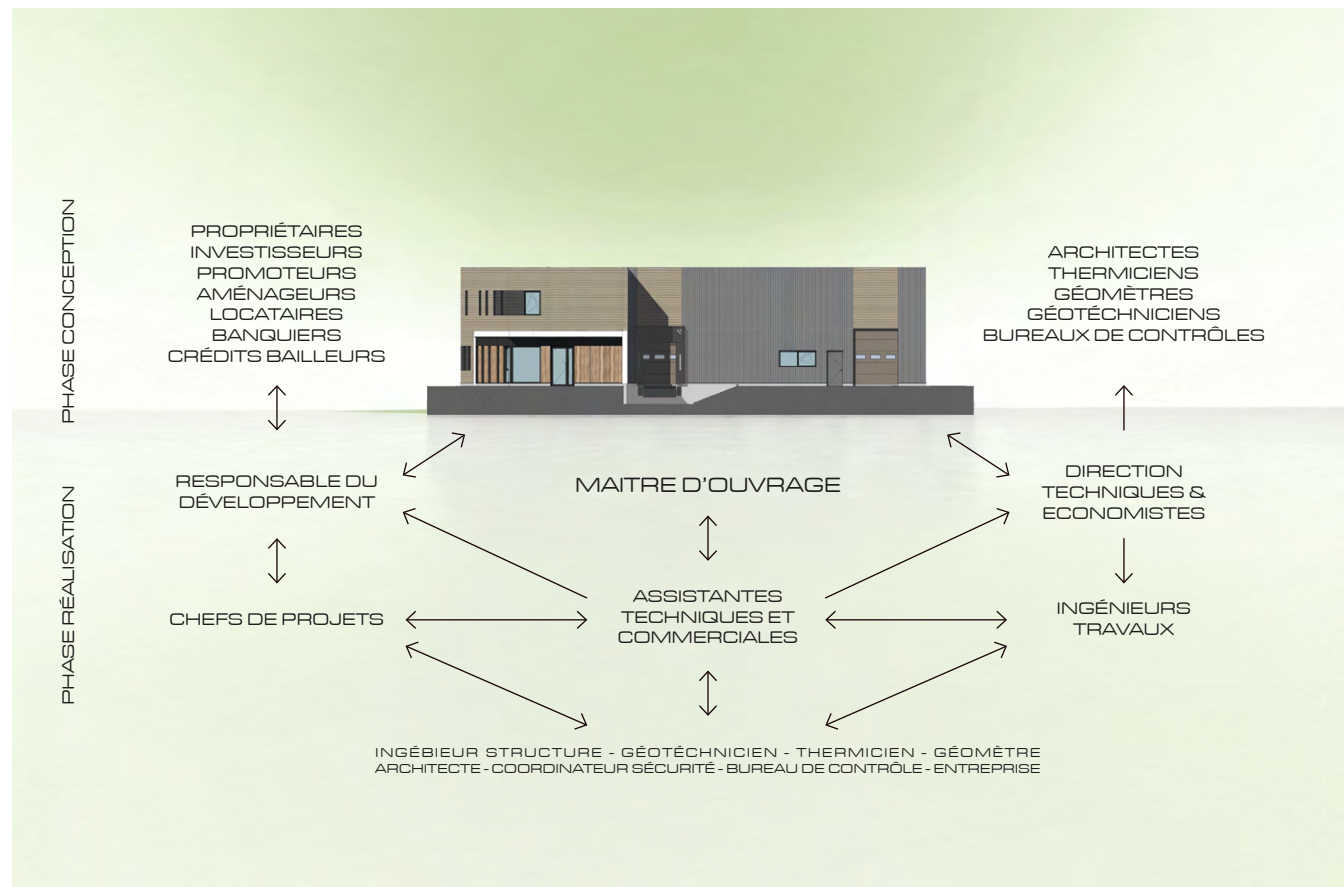 PHASE CONCEPTION
PROPRIÉTAIRES
INVESTISSEURS
PROMOTEURS
AMÉNAGEURS
LOCATAIRES
BANQUIERS
CRÉDITS BAILLEURS
ARCHITECTES
THERMICIENS
GÉOMÈTRES
GÉOTÉCHNICIENS
BUREAUX DE CONTRÔLES
PHASE RÉALISATION
RESPONSABLE DU
DÉVELOPPEMENT
MAITRE D'OUVRAGE
DIRECTION
TECHNIQUES &
ECONOMISTES
CHEFS DE PROJETS
ASSISTANTES
TECHNIQUES ET
COMMERCIALES
INGÉNIEURS
TRAVAUX
INGÉBIEUR STRUCTURE - GÉOTÉCHNICIEN - THERMICIEN - GÉOMÈTRE
ARCHITECTE - COORDINATEUR SÉCURITÉ - BUREAU DE CONTRÔLE - ENTREPRISE